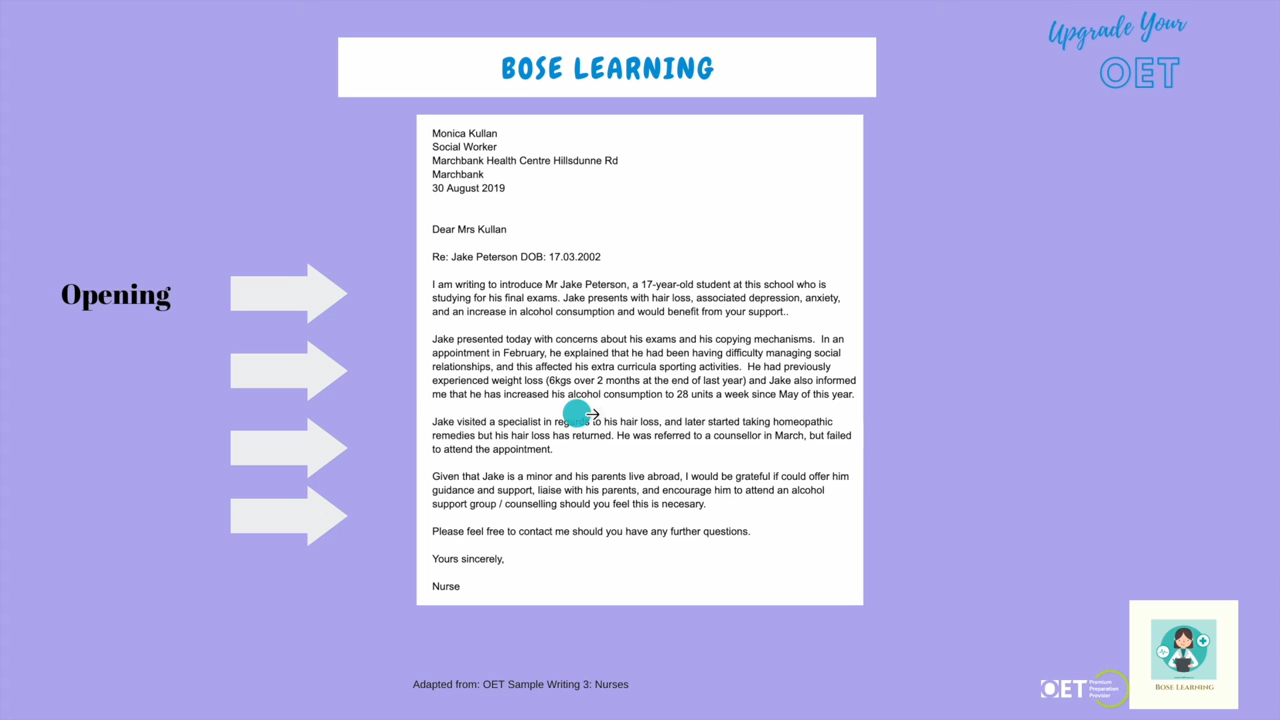 Upgrade Your
OET
BOSE LEARNING
Monica Kullan
Social Worker
Marchbank Health Centre Hillsdunne Rd
Marchbank
30 August 2019
Dear Mrs Kullan
Re: Jake Peterson DOB: 17.03.2002
Opening
I am writing to introduce Mr Jake Peterson, a 17-year-old student at this school who is
studying for his final exams. Jake presents with hair loss, associated depression, anxiety,
and an increase in alcohol consumption and would benefit from your support..
Jake presented today with concerns about his exams and his copying mechanisms. In an
appointment in February, he explained that he had been having difficulty managing social
relationships, and this affected his extra curricula sporting activities. He had previously
experienced weight loss (6kgs over 2 months at the end of last year) and Jake also informed
me that he has increased his alcohol consumption to 28 units a week since May of this year.
Jake visited a specialist in regards to his hair loss, and later started taking homeopathic
remedies but his hair loss has returned. He was referred to a counsellor in March, but failed
to attend the appointment.
Given that Jake is a minor and his parents live abroad, I would be grateful if could offer him
guidance and support, liaise with his parents, and encourage him to attend an alcohol
support group / counselling should you feel this is necesary.
Please feel free to contact me should you have any further questions.
Yours sincerely,
Nurse
Adapted from: OET Sample Writing 3: Nurses
OET
Premium
Preparation
Provider
BOSE LEARNING